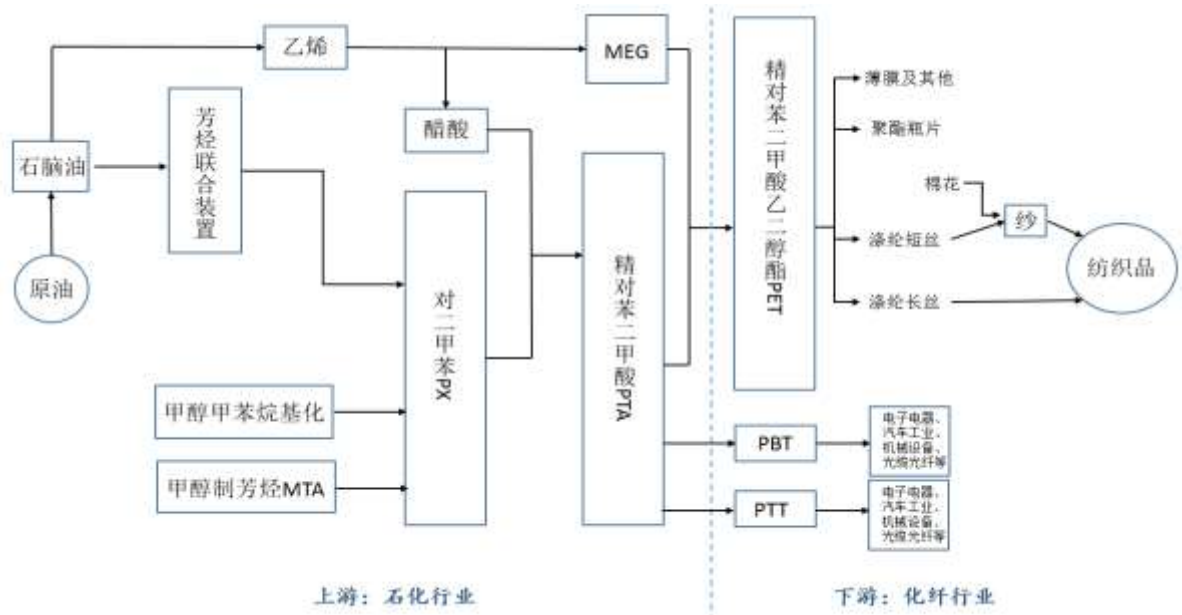 乙烯
MEG
芳烃联合装置
醋酸
石脑油
原油
对二甲苯PX
甲醇甲苯烷基化
甲醇制芳烃MTA
精对苯二甲酸PTA
精对苯二甲酸乙二醇酯PET
薄膜及其他
聚酯瓶片
棉花
涤纶短丝
纱
涤纶长丝
纺织品
PBT
电子电器、
汽车工业、
机械设备、
光缆光纤等
PTT
电子电器、
汽车工业、
机械设备、
光缆光纤等
上游：石化行业
下游：化纤行业